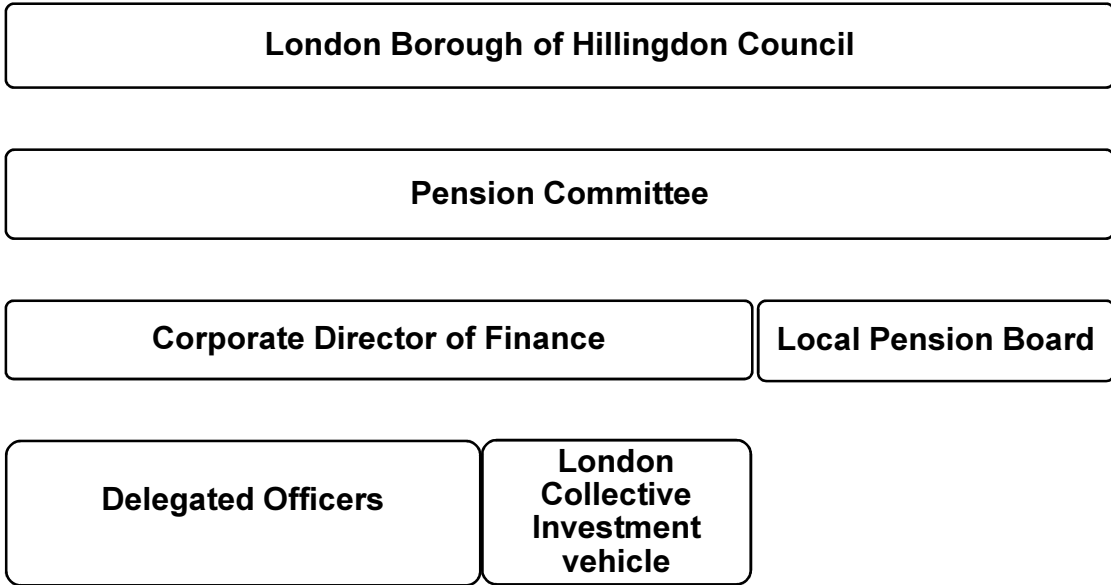 London Borough of Hillingdon Council
Pension Committee
Corporate Director of Finance
Local Pension Board
Delegated Officers
London
Collective
Investment
vehicle